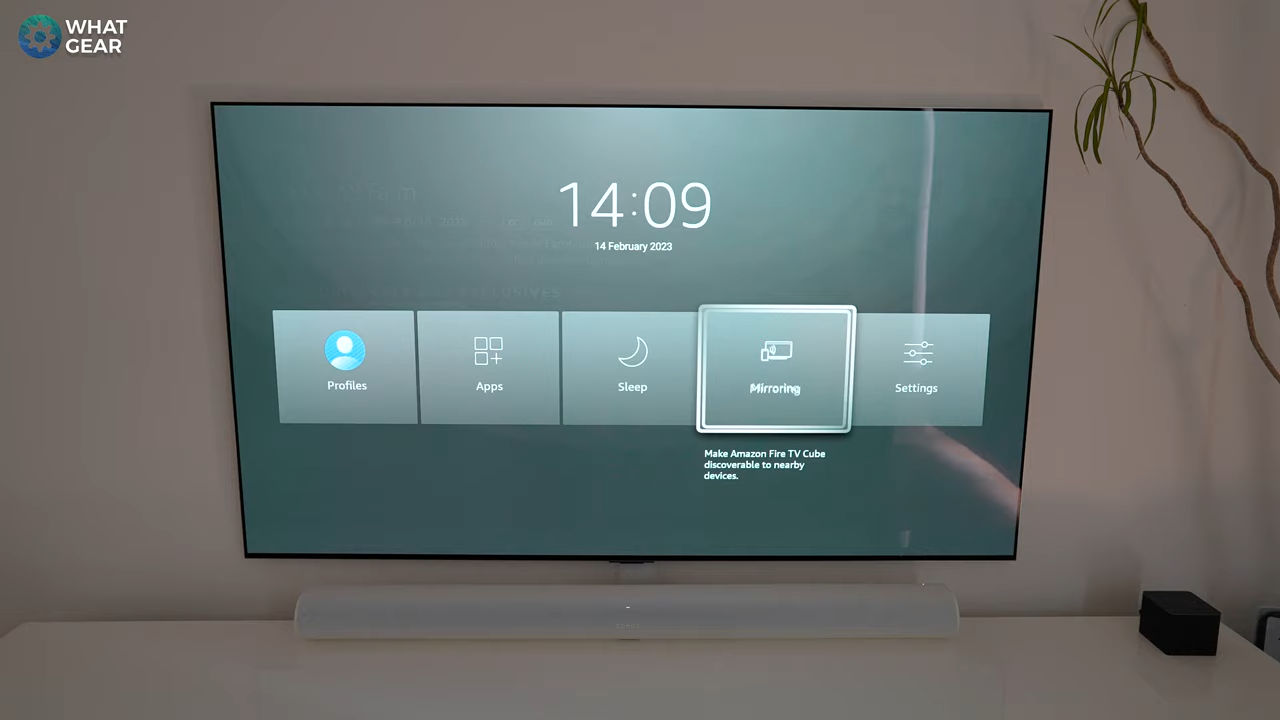 WHAT
GEAR
14:09
14 February 2023
Profiles
Apps
Sleep
Mirroring
Settings
Make Amazon Fire TV Cube
discoverable to nearby
devices.
SONOS